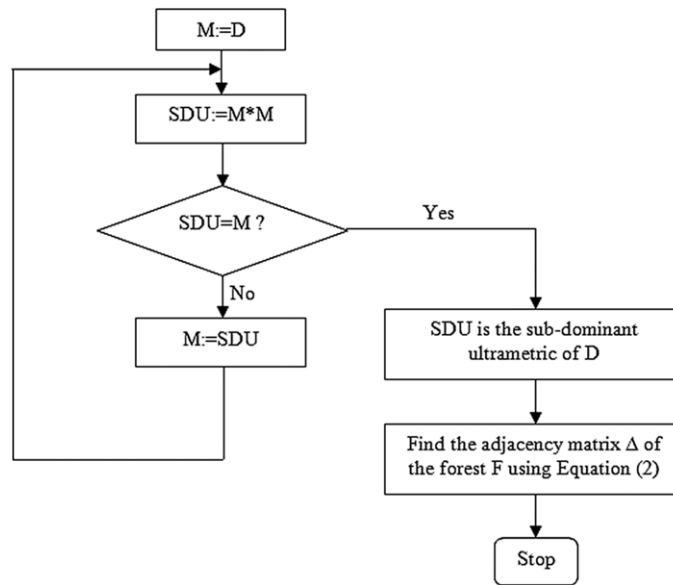 M:=D
SDU:=M*M
SDU=M ?
Yes
No
M:=SDU
SDU is the sub-dominant
ultrametric of D
Find the adjacency matrix Δ of
the forest F using Equation (2)
Stop